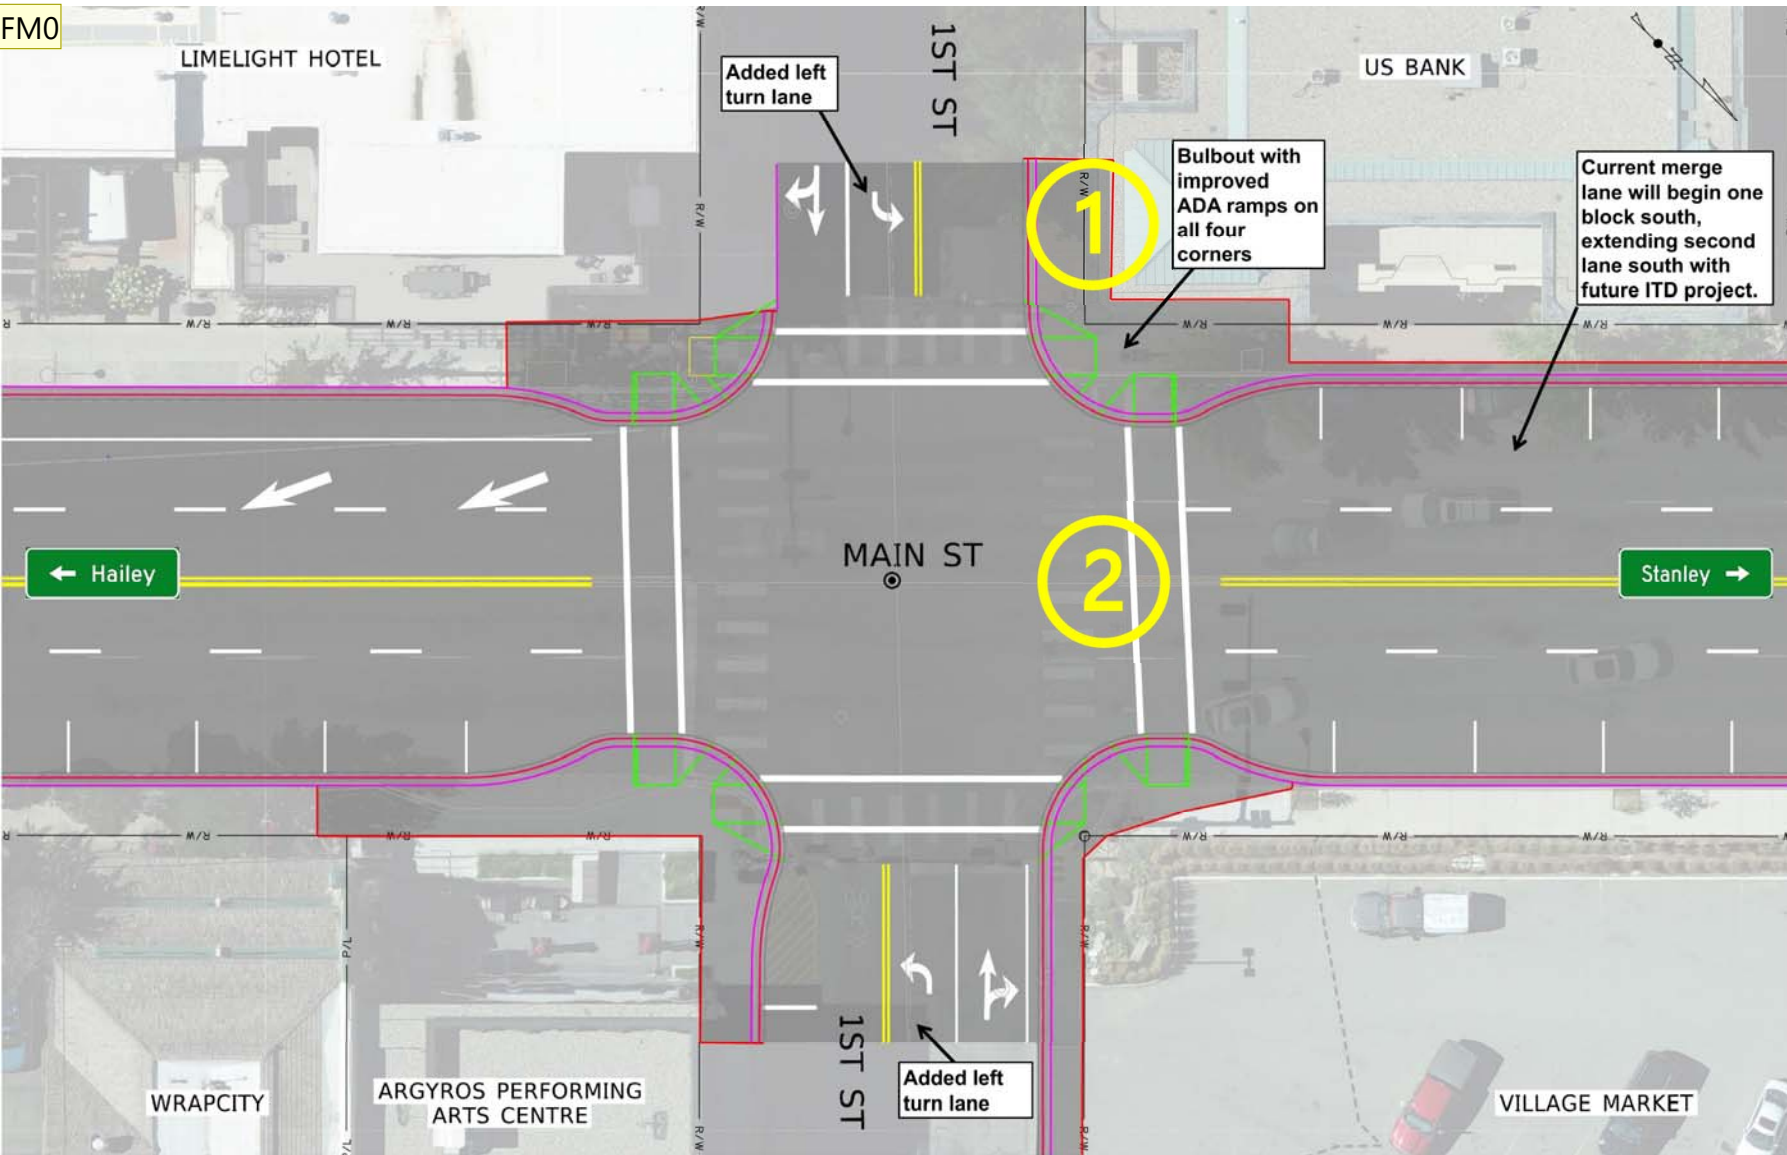 FM0
LIMELIGHT HOTEL
1ST ST
US BANK
Added left
turn lane
Bulbout with
improved
ADA ramps on
all four
corners
Current merge
lane will begin one
block south,
extending second
lane south with
future ITD project.
1
R/W
R/W
R/W
R/W
R/W
R/W
R/W
R/W
R/W
R/W
MAIN ST
2
← Hailey
Stanley →
R/W
R/W
R/W
R/W
R/W
R/W
R/W
R/W
P/L
P/L
R/W
R/W
1ST ST
Added left
turn lane
WRAPCITY
ARGYROS PERFORMING
ARTS CENTRE
VILLAGE MARKET